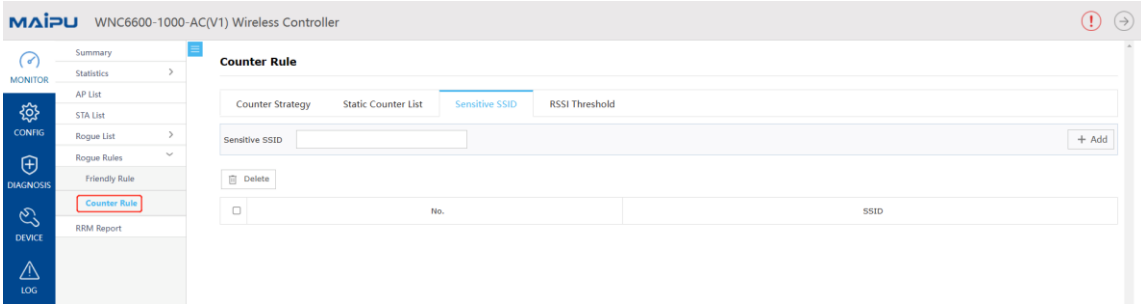 MAIPU WNC6600-1000-AC(V1) Wireless Controller
MONITOR
CONFIG
DIAGNOSIS
DEVICE
LOG
Summary
Statistics
AP List
STA List
Rogue List
Rogue Rules
Friendly Rule
Counter Rule
RRM Report
Counter Rule
Counter Strategy Static Counter List Sensitive SSID RSSI Threshold
Sensitive SSID + Add
Delete
No. SSID